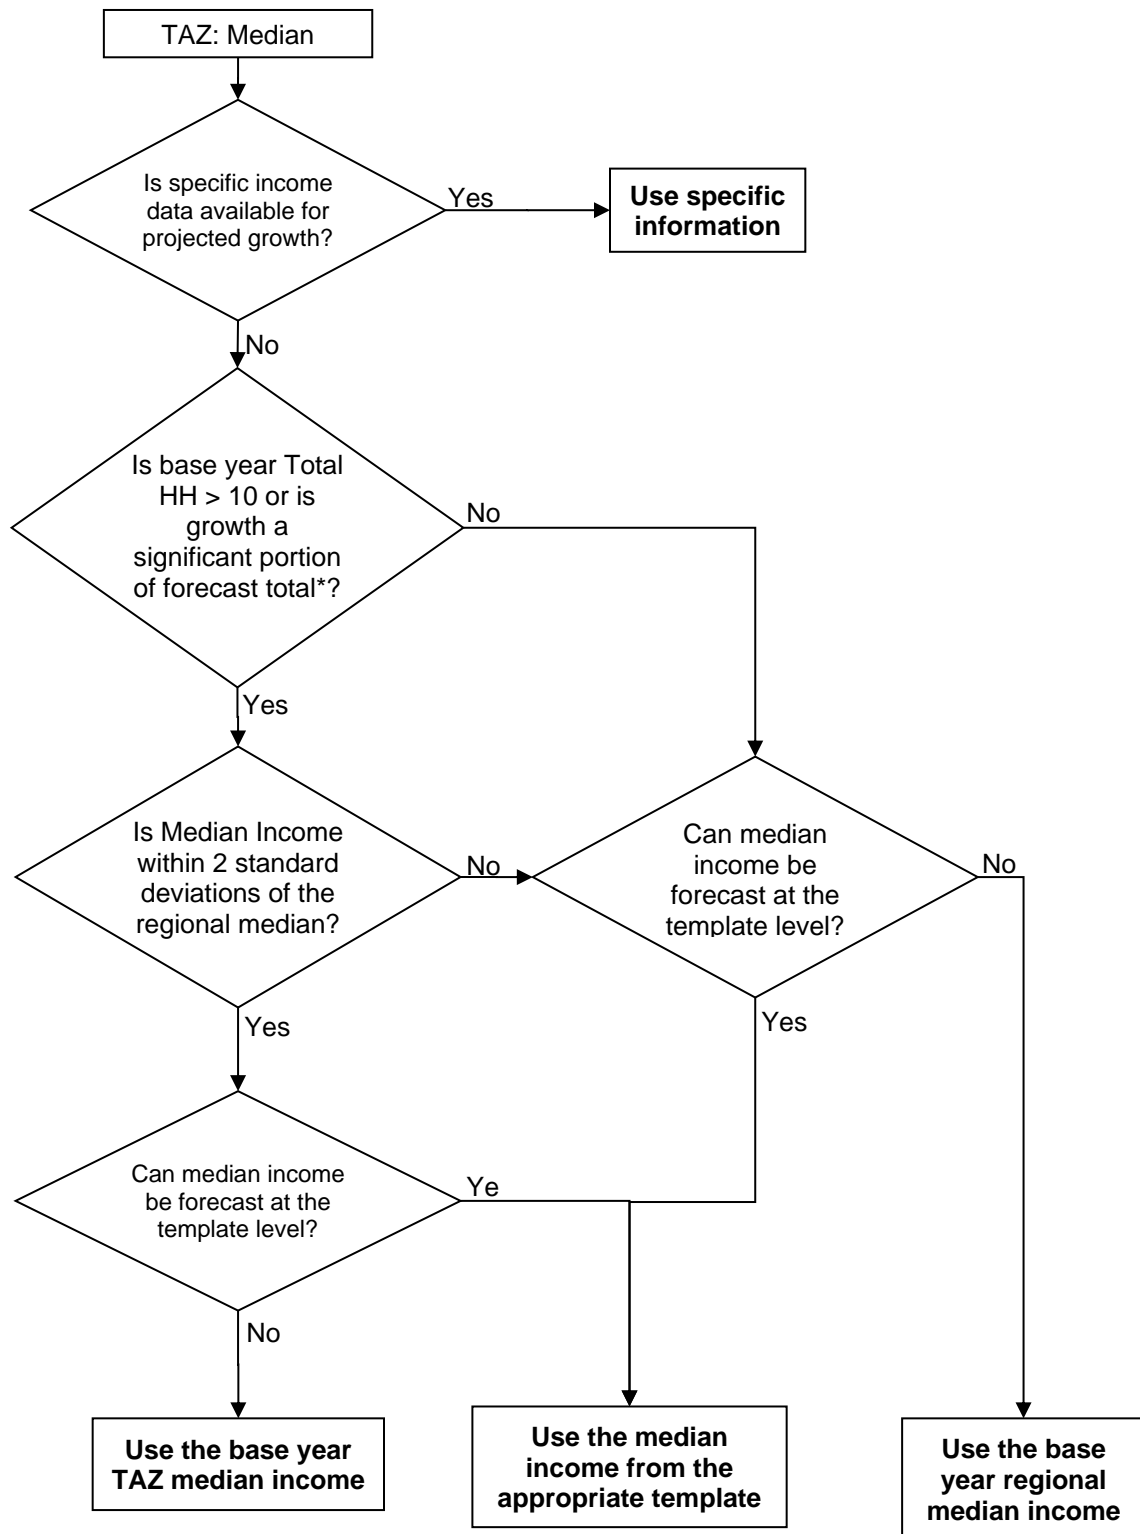 TAZ: Median
Is specific income
data available for
projected growth?
Yes
Use specific
information
No
Is base year Total
HH > 10 or is
growth a
significant portion
of forecast total*?
No
Yes
Is Median Income
within 2 standard
deviations of the
regional median?
No
Can median
income be
forecast at the
template level?
No
Yes
Yes
Can median income
be forecast at the
template level?
Ye
No
Use the base year
TAZ median income
Use the median
income from the
appropriate template
Use the base
year regional
median income